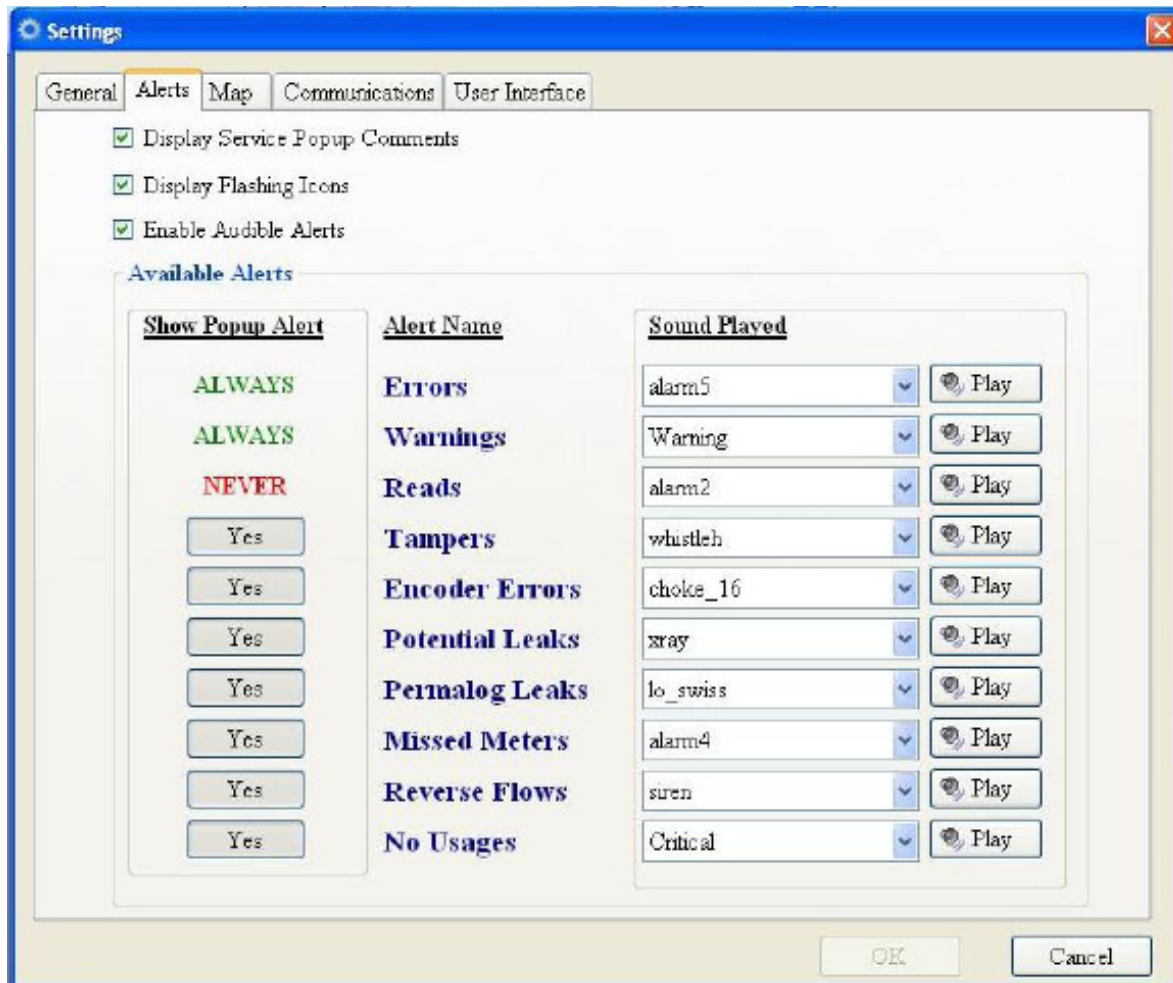 Settings
General Alerts Map Communications User Interface
Display Service Popup Comments
Display Flashing Icons
Enable Audible Alerts
Available Alerts
Show Popup Alert Alert Name Sound Played
ALWAYS Errors alarm5 Play
ALWAYS Warnings Warning Play
NEVER Reads alarm2 Play
Yes Tampers whistleh Play
Yes Encoder Errors choke_16 Play
Yes Potential Leaks xray Play
Yes Permalog Leaks lo_swiss Play
Yes Missed Meters alarm4 Play
Yes Reverse Flows siren Play
Yes No Usages Critical Play
OK Cancel